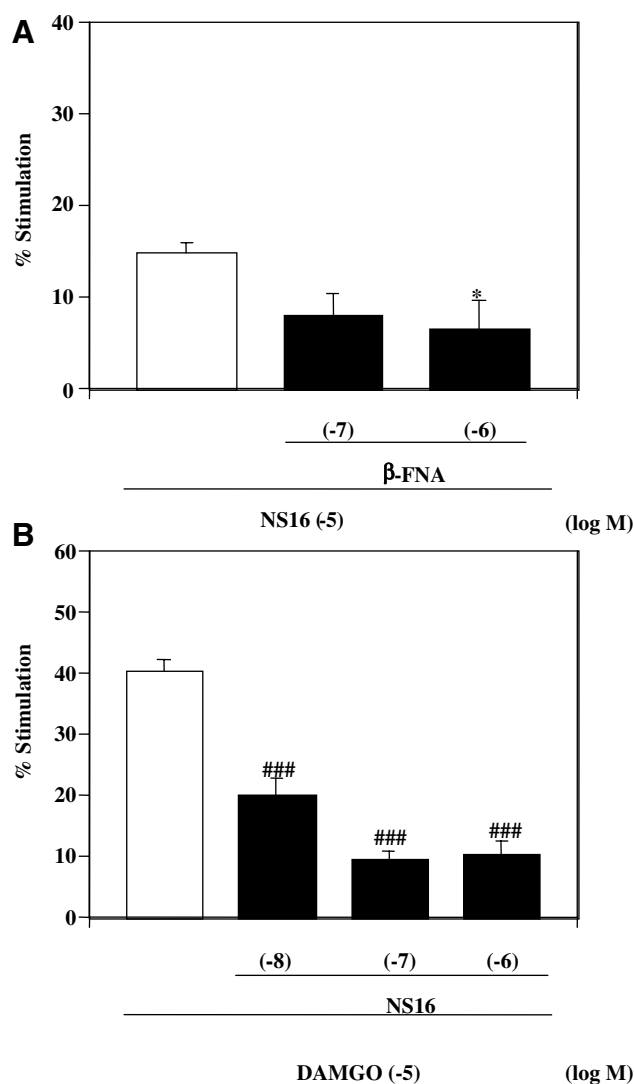 A
% Stimulation
40
30
20
10
0
*
(-7) (-6)
β-FNA
NS16 (-5) (log M)
B
% Stimulation
60
50
40
30
20
10
0
###
###
###
(-8) (-7) (-6)
NS16
DAMGO (-5) (log M)